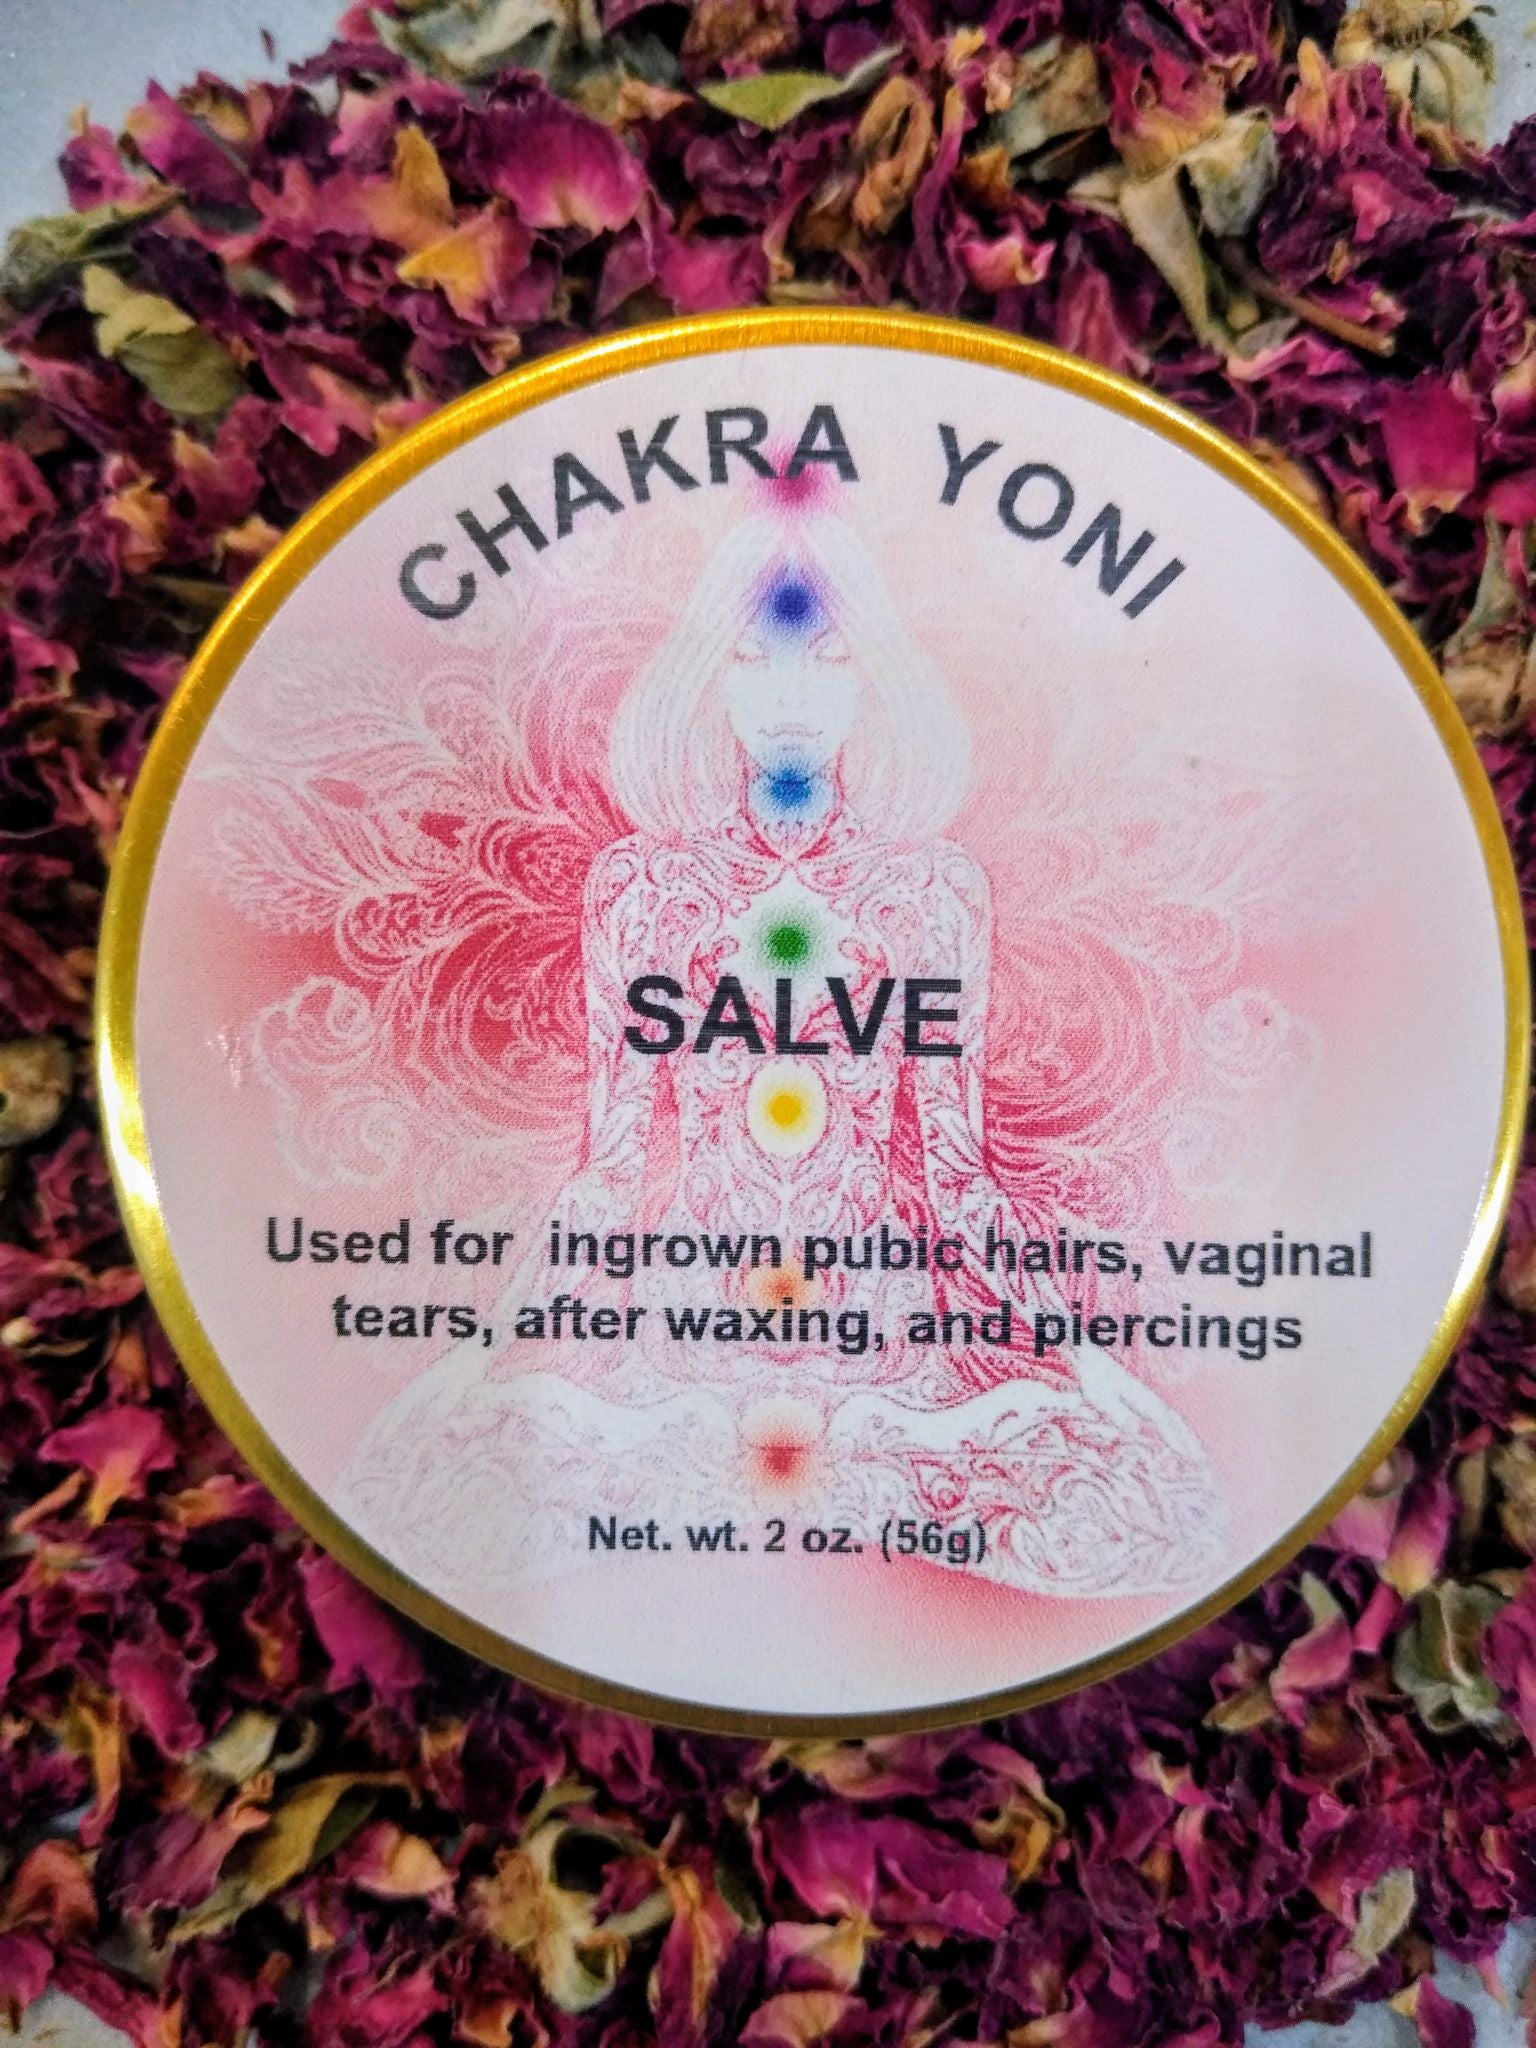 CHAKRA YONI
SALVE
Used for ingrown pubic hairs, vaginal
tears, after waxing, and piercings
Net. wt. 2 oz. (56g)